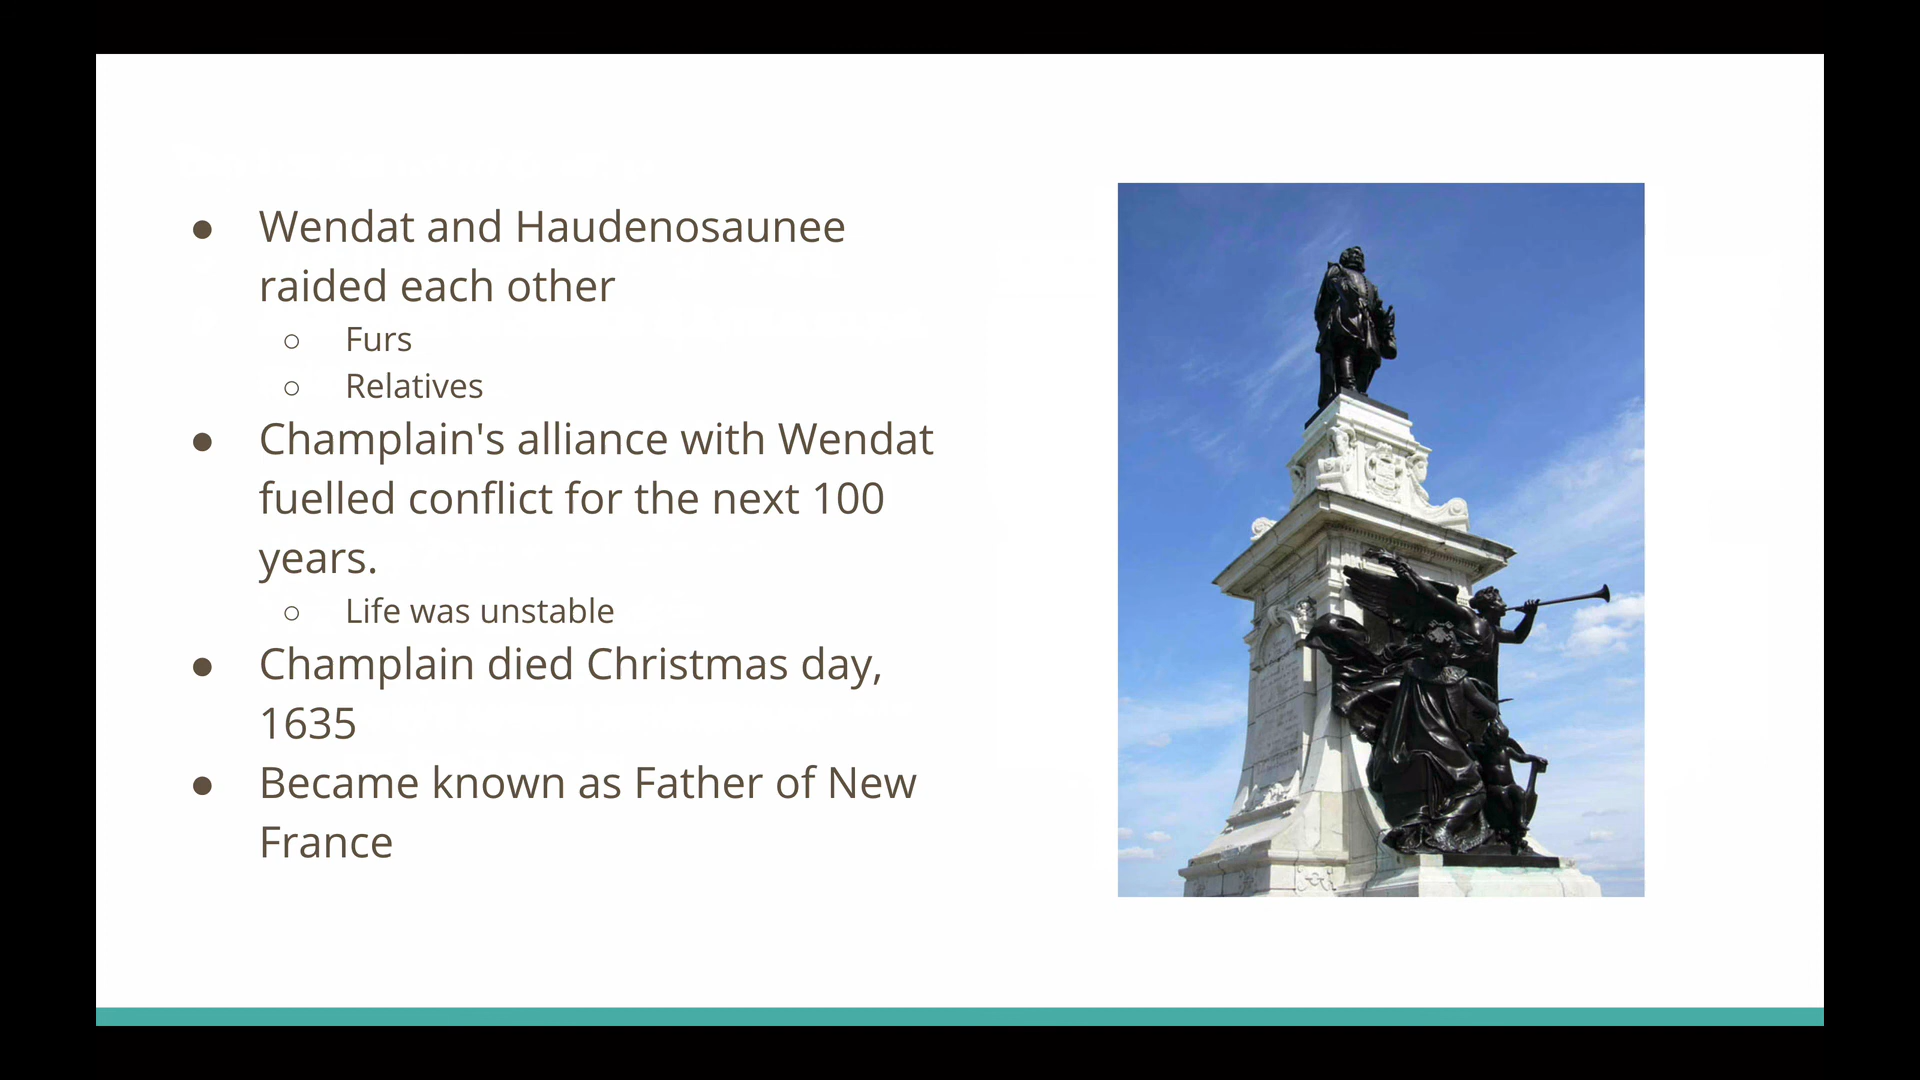 ● Wendat and Haudenosaunee
raided each other
○ Furs
○ Relatives
● Champlain's alliance with Wendat
fuelled conflict for the next 100
years.
○ Life was unstable
● Champlain died Christmas day,
1635
● Became known as Father of New
France